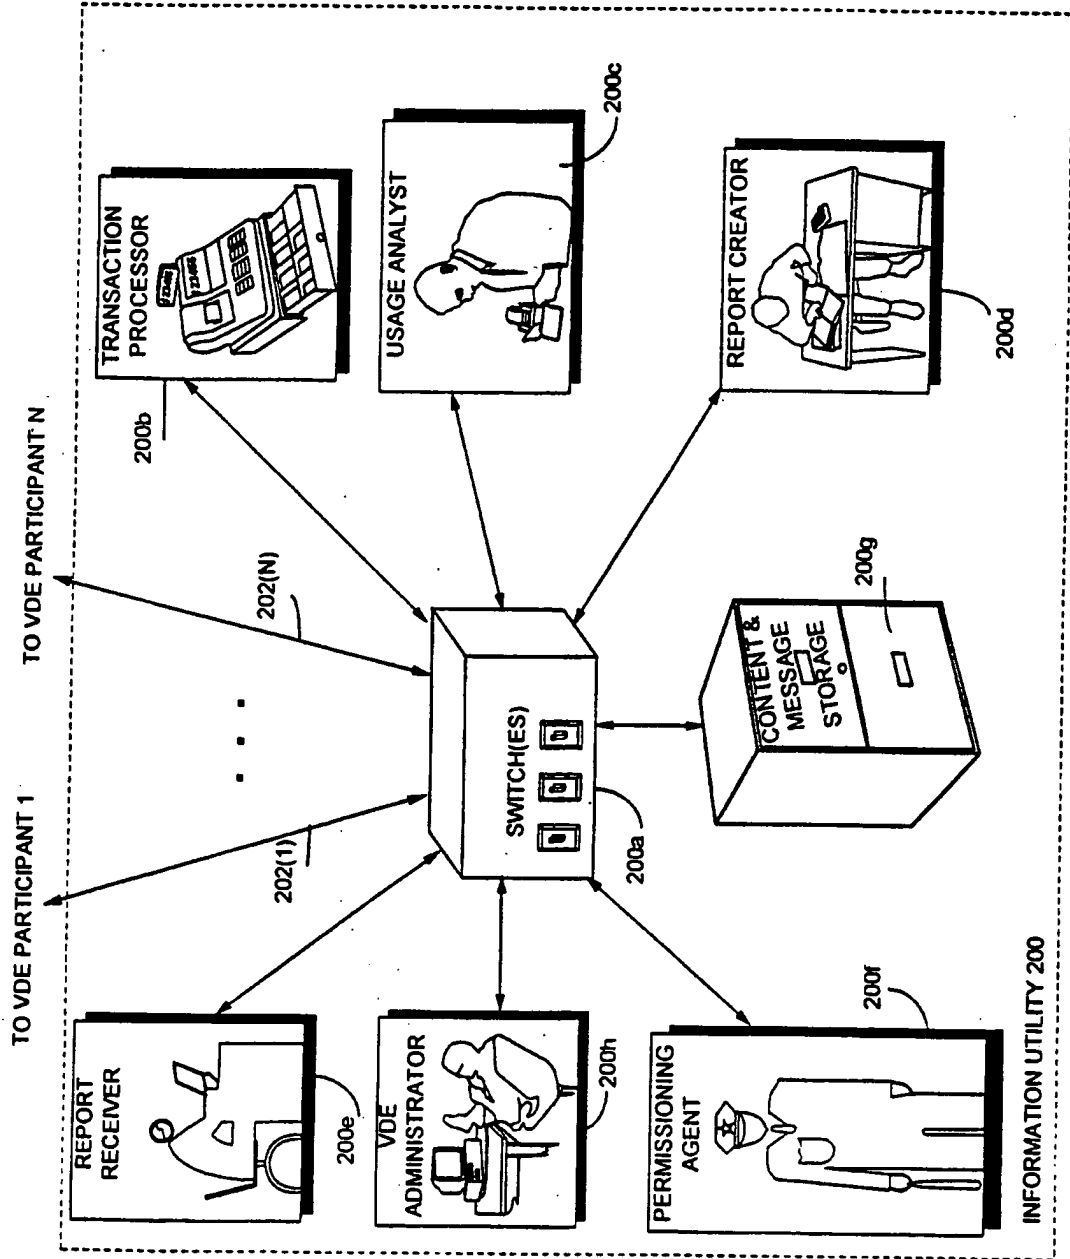 TO VDE PARTICIPANT 1
TO VDE PARTICIPANT N
202(1)
202(N)
REPORT
RECEIVER
200e
TRANSACTION
PROCESSOR
200b
VDE
ADMINISTRATOR
200h
SWITCH(ES)
200a
USAGE ANALYST
200c
PERMISSIONING
AGENT
200f
CONTENT &
MESSAGE
STORAGE
200g
REPORT CREATOR
200d
INFORMATION UTILITY 200